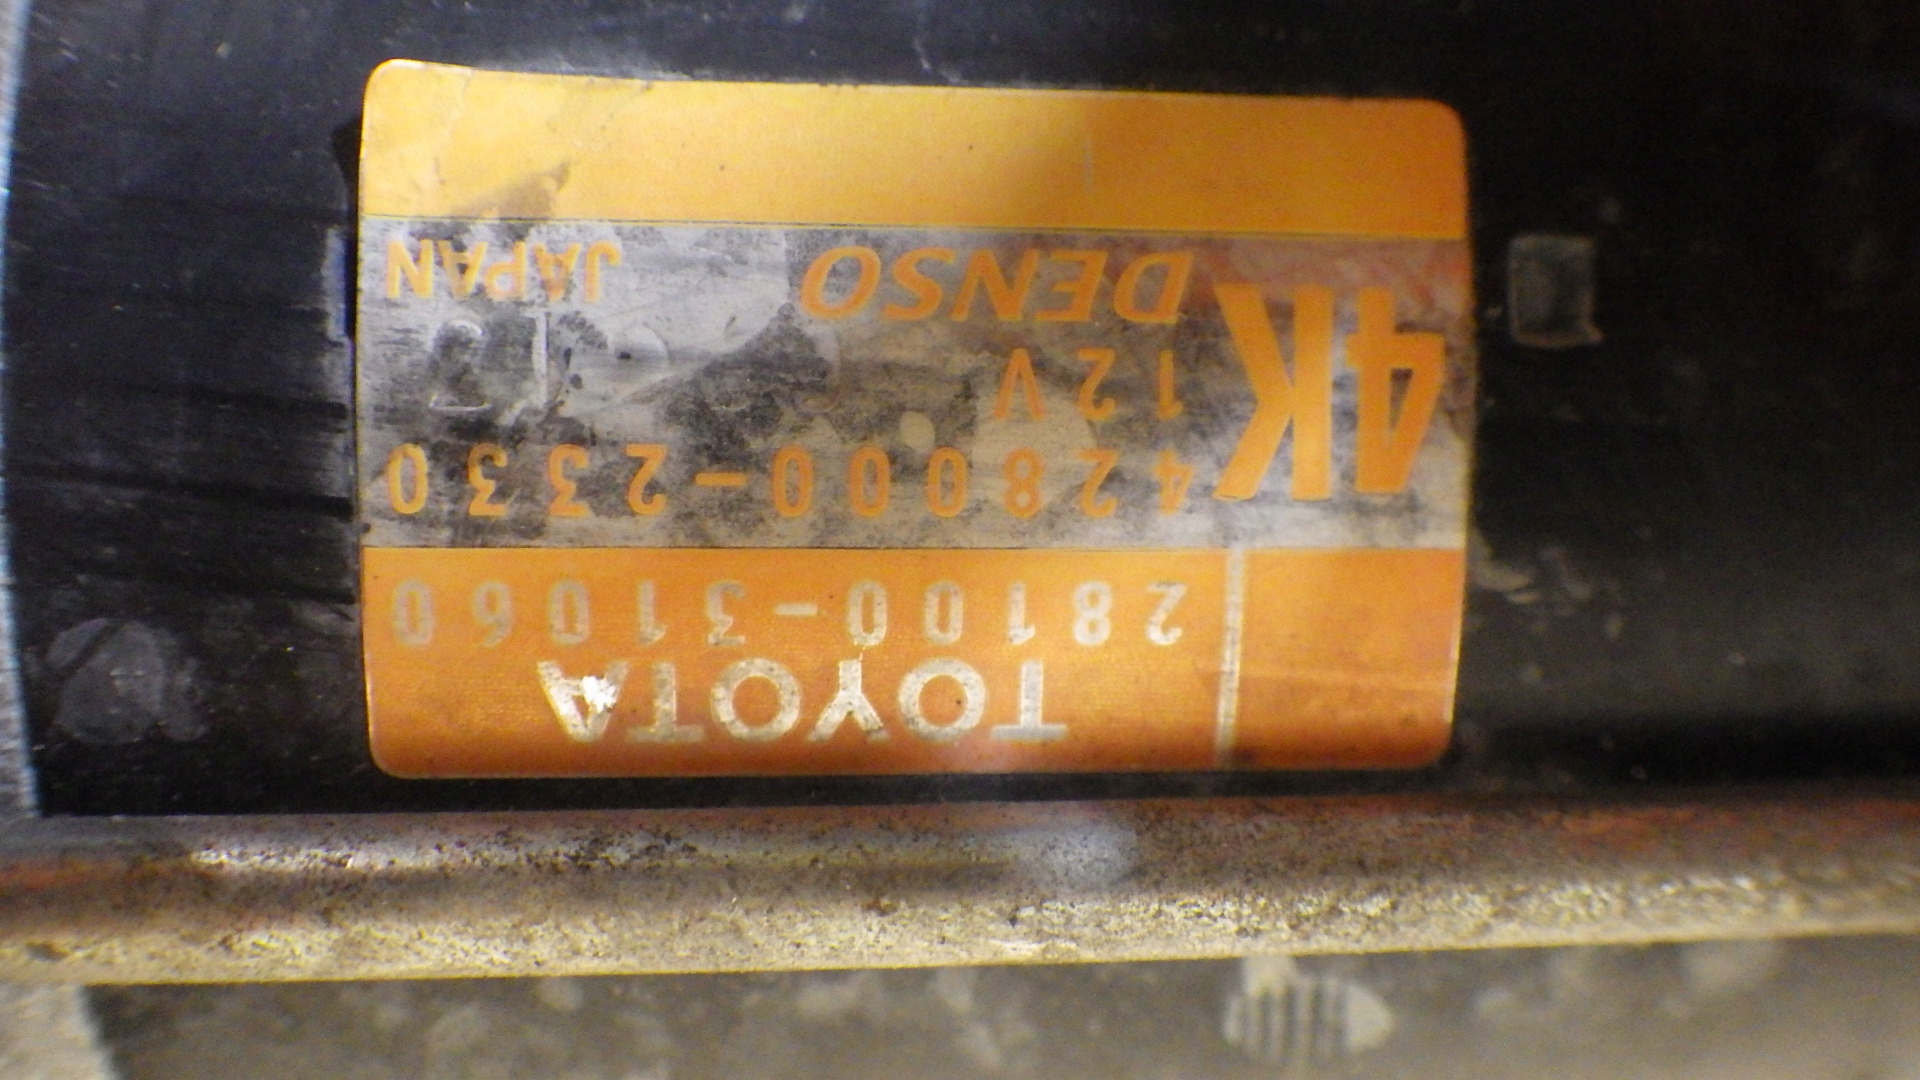 TOYOTA
28100-31060
4K
428000-2330
12V
DENSO JAPAN